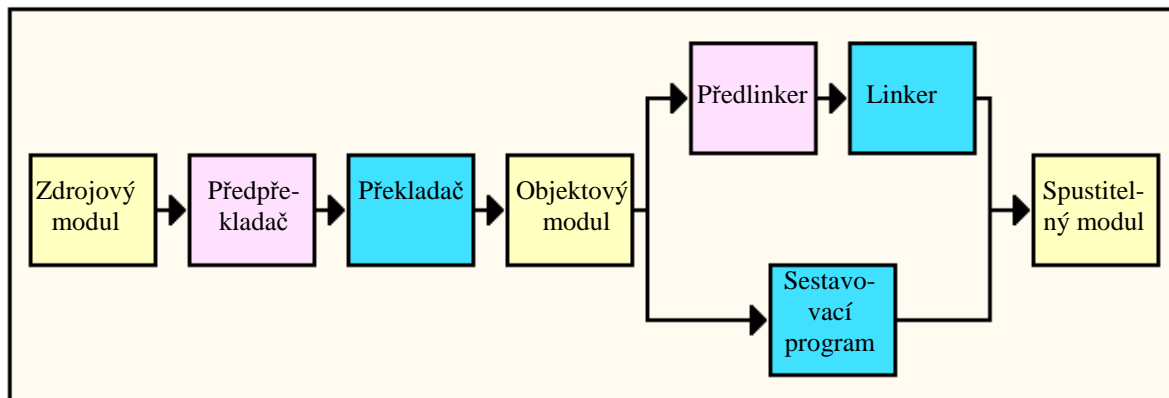 Zdrojový
modul
Předpře-
kladač
Překladač
Objektový
modul
Předlinker
Linker
Sestavo-
vací
program
Spustitel-
ný modul